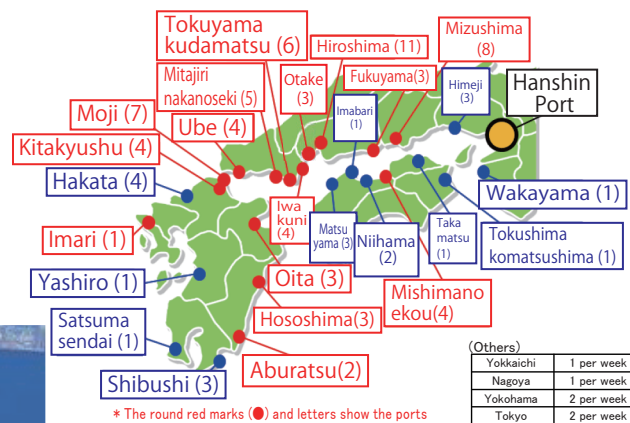 Tokuyama
kudamatsu (6)
Hiroshima (11)
Mizushima
(8)
Mitajiri
nakanoseki (5)
Otake
(3)
Fukuyama(3)
Himeji
(3)
Hanshin
Port
Imabari
(1)
Moji (7)
Ube (4)
Kitakyushu (4)
Hakata (4)
Wakayama (1)
Iwa
kuni
(4)
Imari (1)
Matsu
yama (3)
Niihama
(2)
Taka
matsu
(1)
Tokushima
komatsushima (1)
Yashiro (1)
Oita (3)
Mishimano
ekou(4)
Hososhima(3)
Satsuma
sendai (1)
Aburatsu(2)
Shibushi (3)
(Others)
Yokkaichi 1 per week
Nagoya 1 per week
Yokohama 2 per week
Tokyo 2 per week
* The round red marks (●) and letters show the ports